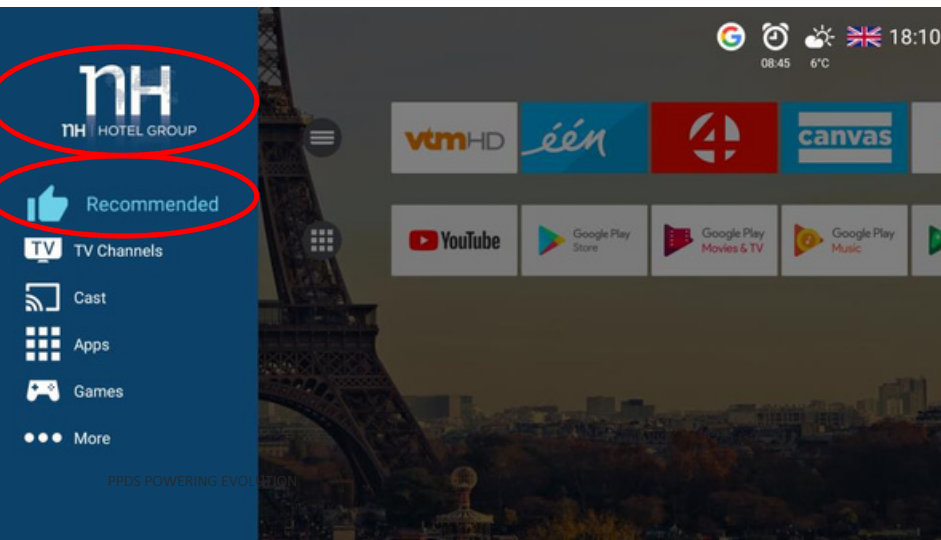 18:10
08:45
6°C
nH
nH HOTEL GROUP
vtmHD
één
4
canvas
Recommended
YouTube
Google Play
Store
Google Play
Movies & TV
Google Play
Music
TV
TV Channels
Cast
Apps
Games
More
PPDS POWERING EVOLUTION